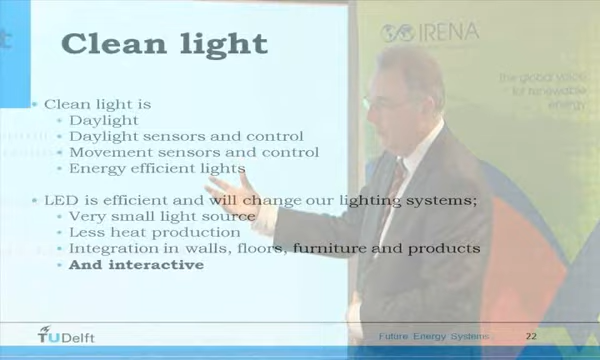 Clean light
IRENA
the global voice
for renewable
energy
• Clean light is
• Daylight
• Daylight sensors and control
• Movement sensors and control
• Energy efficient lights
• LED is efficient and will change our lighting systems;
• Very small light source
• Less heat production
• Integration in walls, floors, furniture and products
• And interactive
TUDelft
Future Energy Systems
22